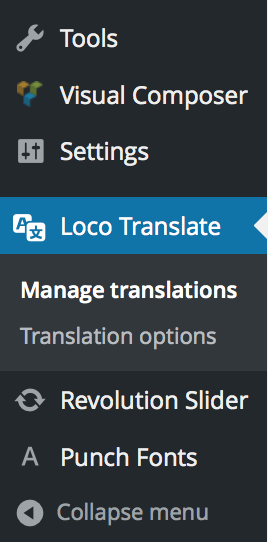 Tools
Visual Composer
Settings
Loco Translate
Manage translations
Translation options
Revolution Slider
A Punch Fonts
Collapse menu